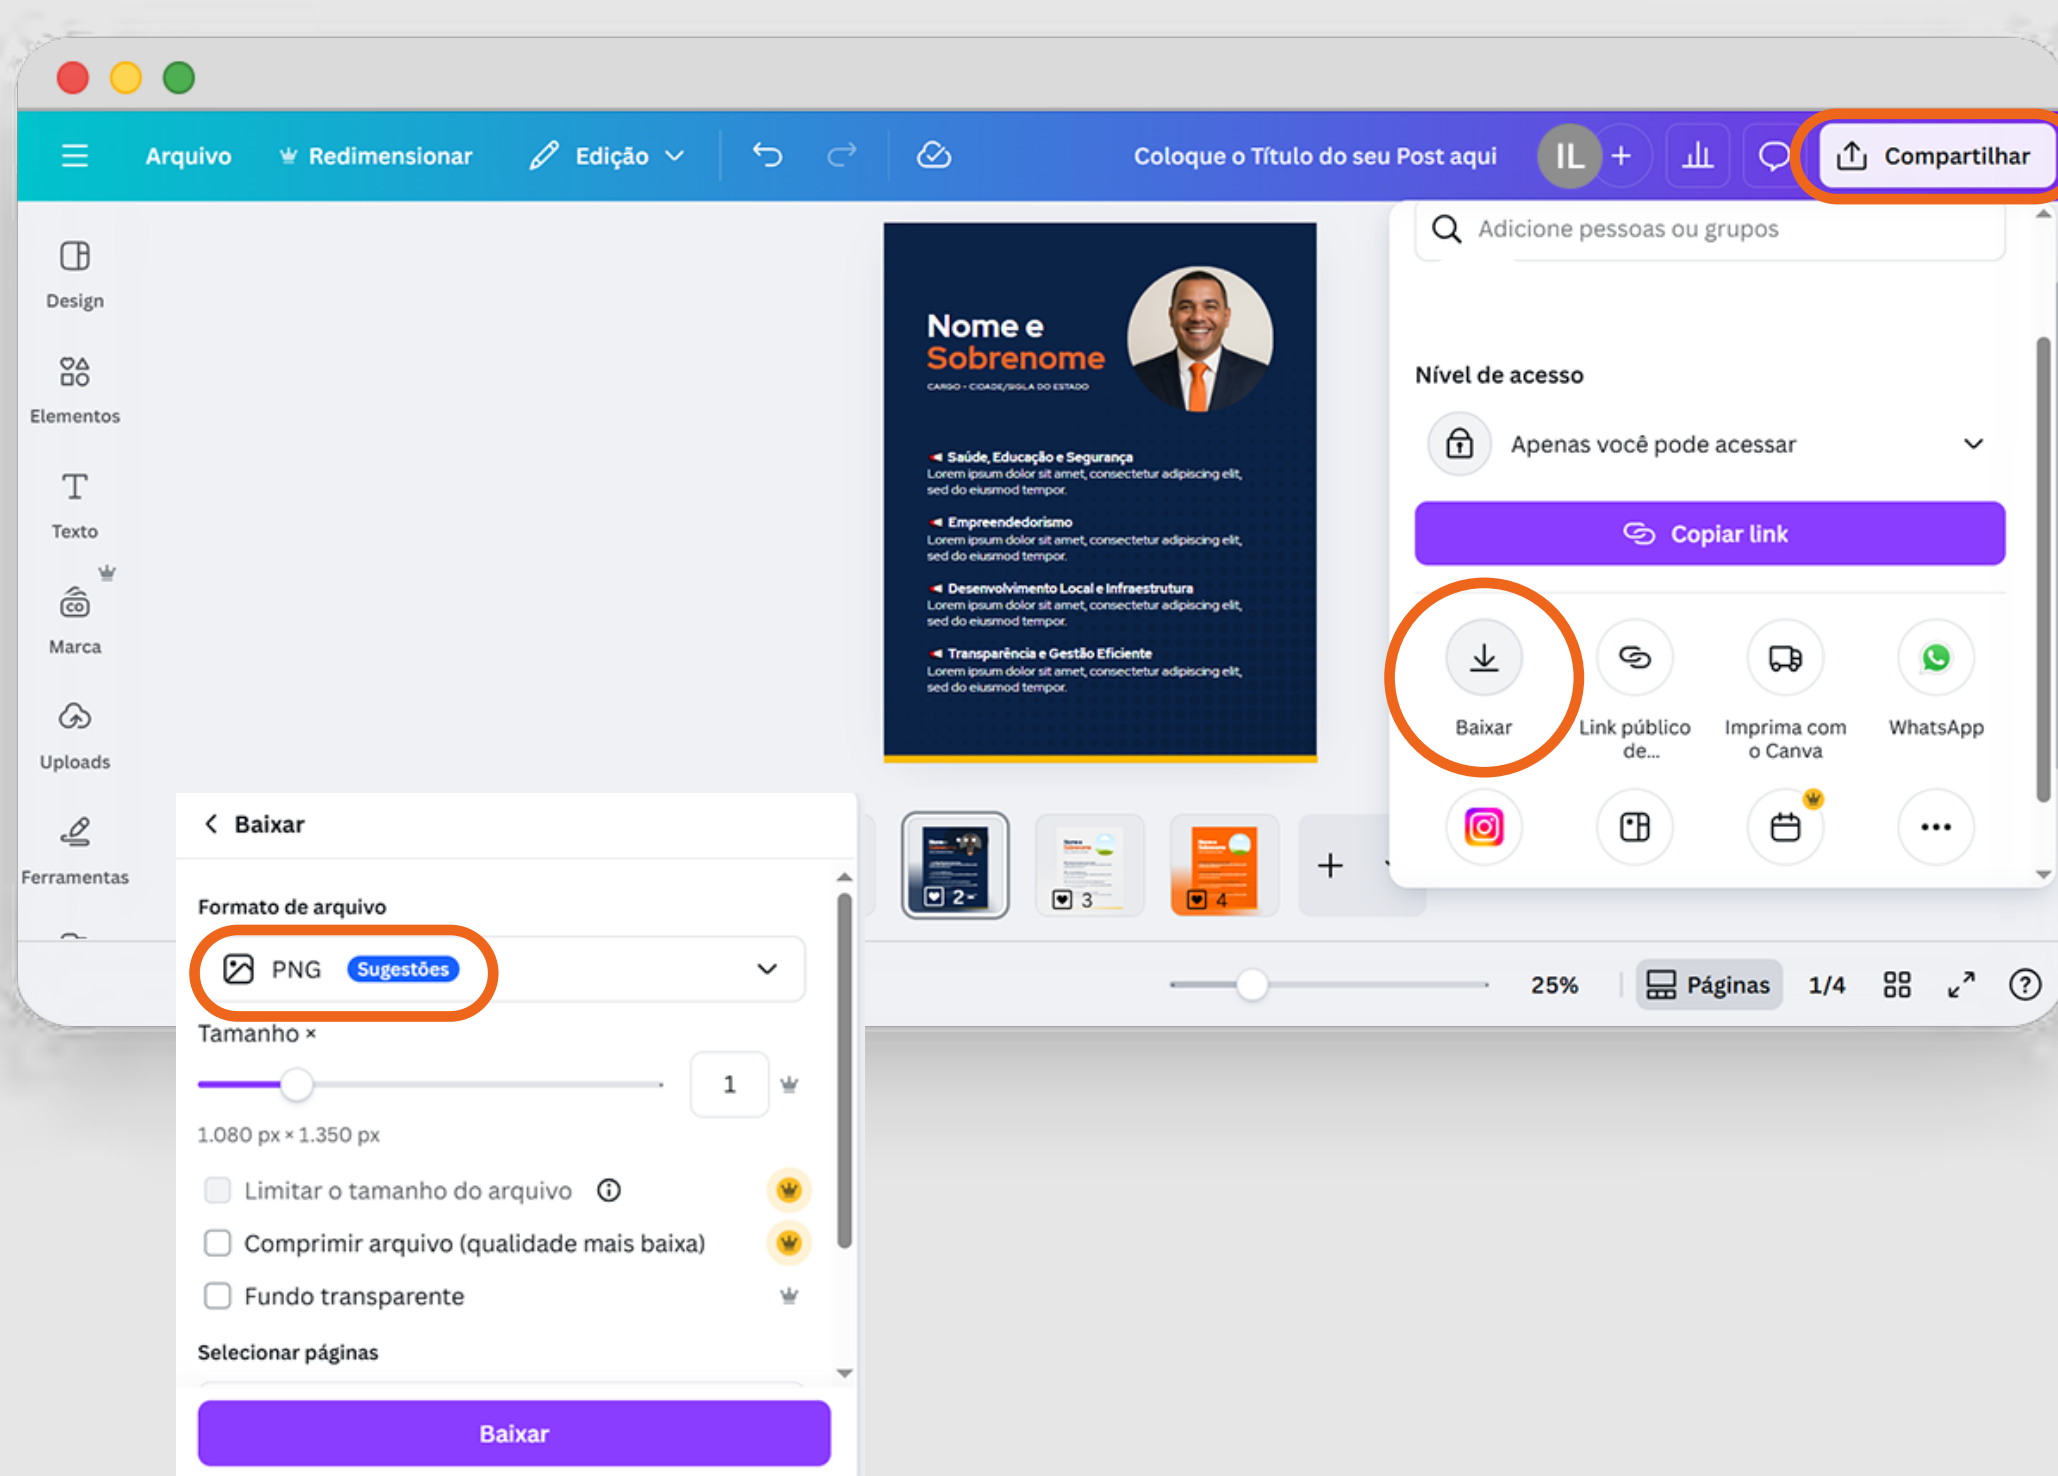 Arquivo
Redimensionar
Edição
Coloque o Título do seu Post aqui
IL
+
Compartilhar
Design
Elementos
Texto
CO
Marca
Uploads
Ferramentas
Nome e
Sobrenome
CARGO - CIDADE/SIGLA DO ESTADO
Saúde, Educação e Segurança
Lorem ipsum dolor sit amet, consectetur adipiscing elit,
sed do eiusmod tempor.
Empreendedorismo
Lorem ipsum dolor sit amet, consectetur adipiscing elit,
sed do eiusmod tempor.
Desenvolvimento Local e Infraestrutura
Lorem ipsum dolor sit amet, consectetur adipiscing elit,
sed do eiusmod tempor.
Transparência e Gestão Eficiente
Lorem ipsum dolor sit amet, consectetur adipiscing elit,
sed do eiusmod tempor.
Adicione pessoas ou grupos
Nível de acesso
Apenas você pode acessar
Copiar link
Baixar
Link público
de...
Imprima com
o Canva
WhatsApp
2
3
4
+
25%
Páginas
1/4
?
Baixar
Formato de arquivo
PNG Sugestões
Tamanho ×
1
1.080 px × 1.350 px
Limitar o tamanho do arquivo
Comprimir arquivo (qualidade mais baixa)
Fundo transparente
Selecionar páginas
Baixar